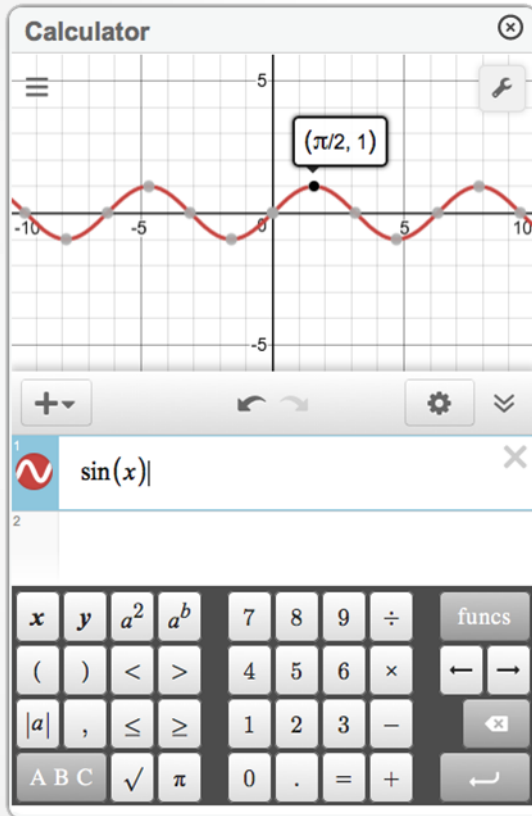 Calculator
5
(π/2, 1)
-10 -5 0 5 10
-5
1
sin(x)
2
x y a² aᵇ 7 8 9 ÷ funcs
( ) < > 4 5 6 × ← →
|a| , ≤ ≥ 1 2 3 −
A B C √ π 0 . = +